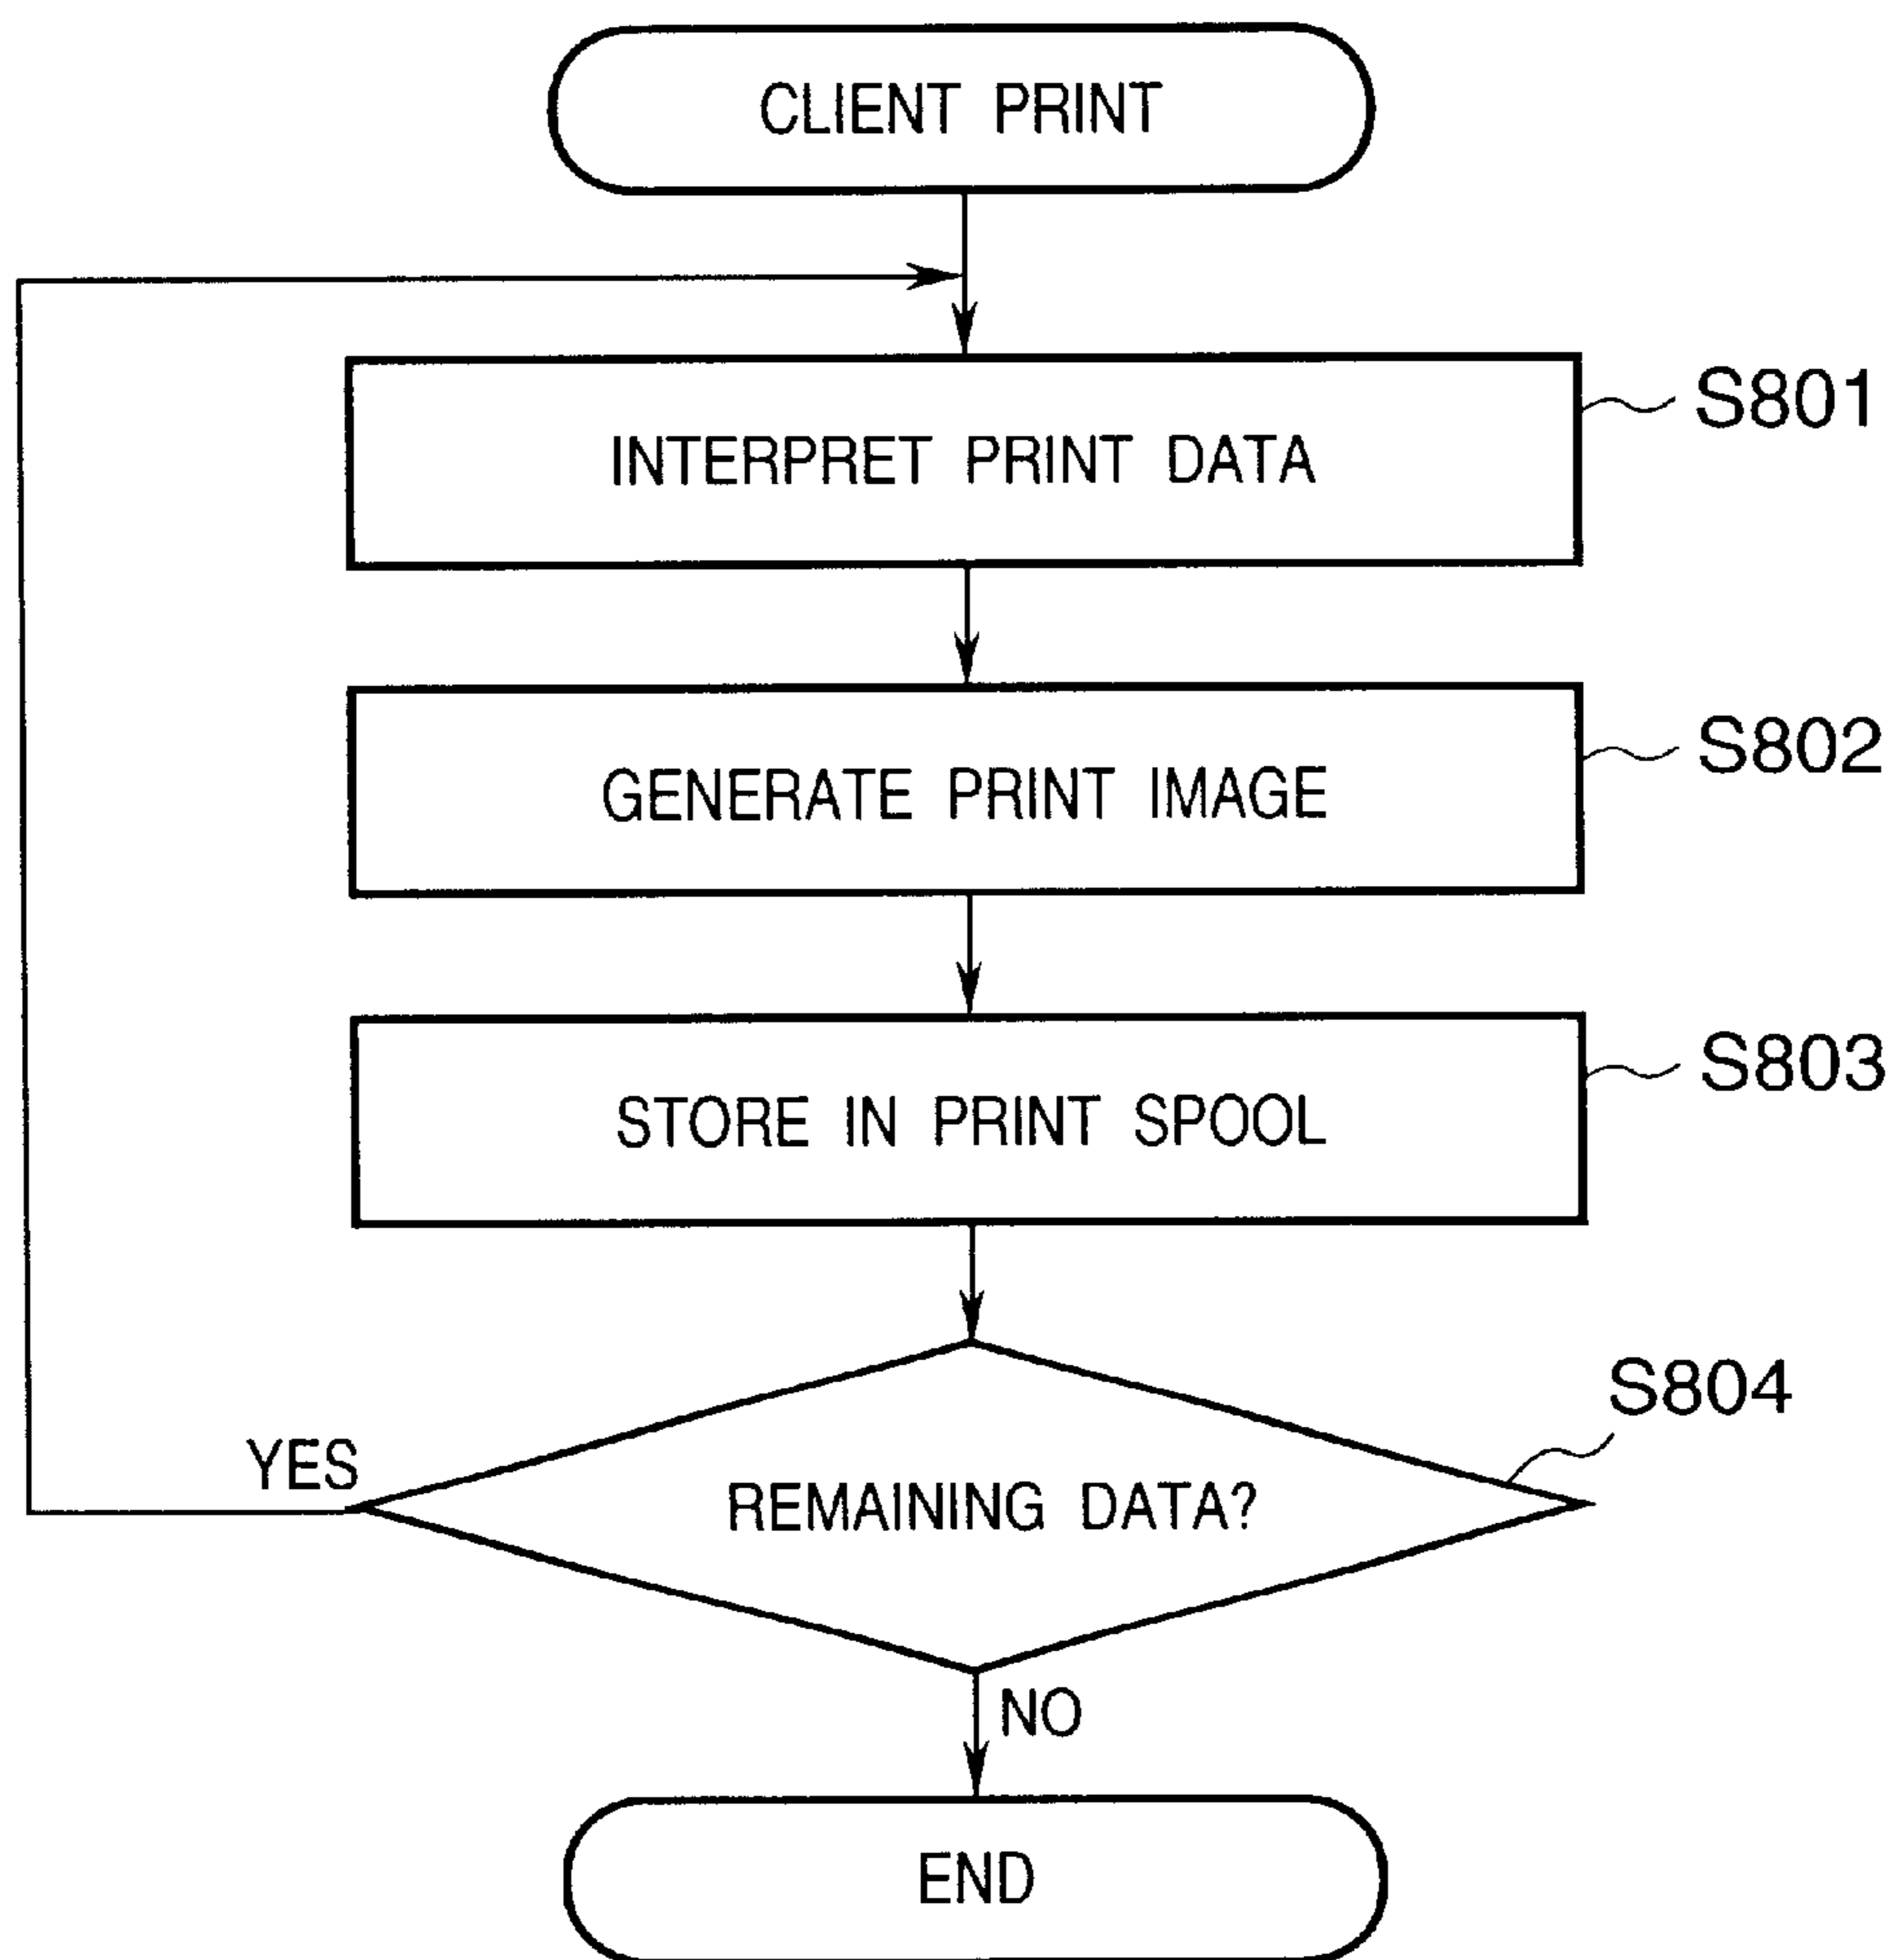 CLIENT PRINT
INTERPRET PRINT DATA
S801
GENERATE PRINT IMAGE
S802
STORE IN PRINT SPOOL
S803
S804
YES
REMAINING DATA?
NO
END